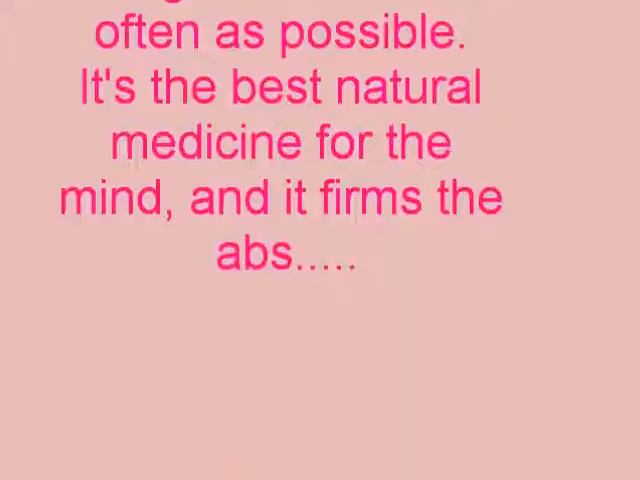 often as possible.
It's the best natural
medicine for the
mind, and it firms the
abs.....